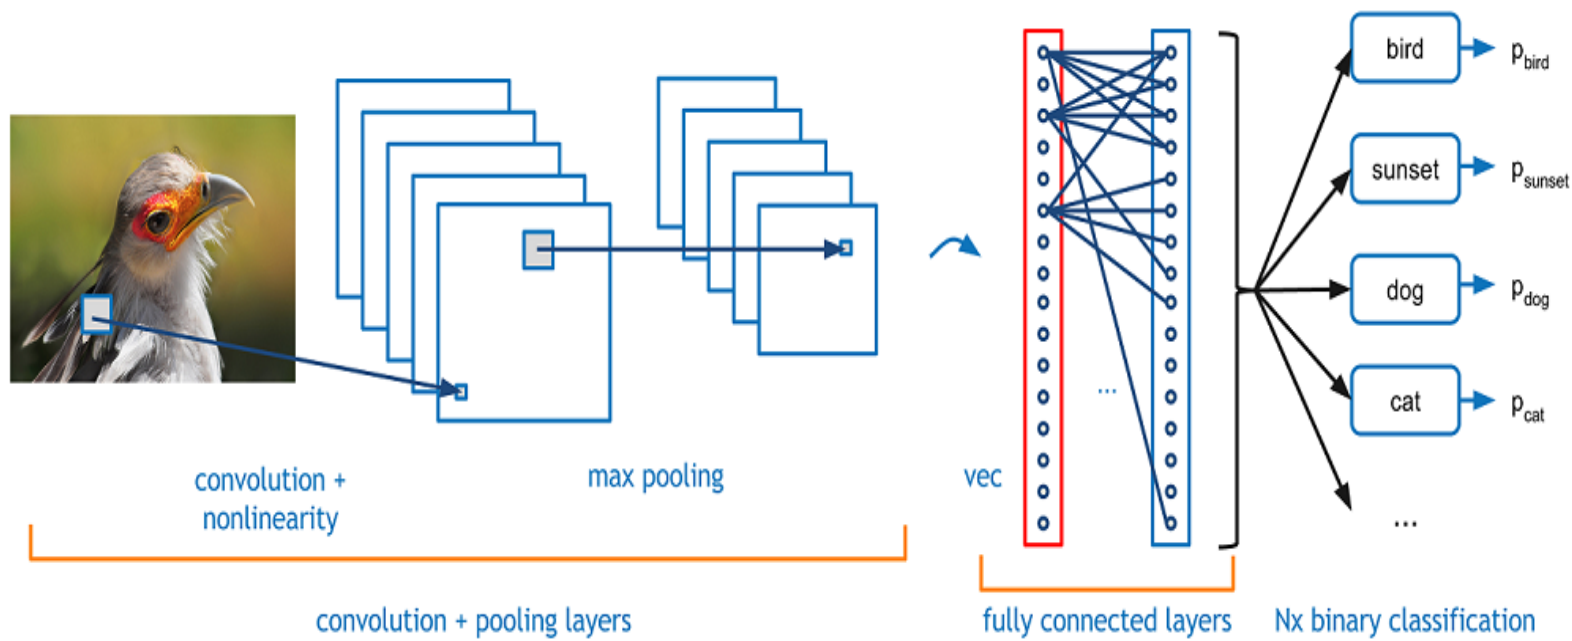 convolution +
nonlinearity
max pooling
vec
convolution + pooling layers
fully connected layers
Nx binary classification
bird
p_bird
sunset
p_sunset
dog
p_dog
cat
p_cat
...
...